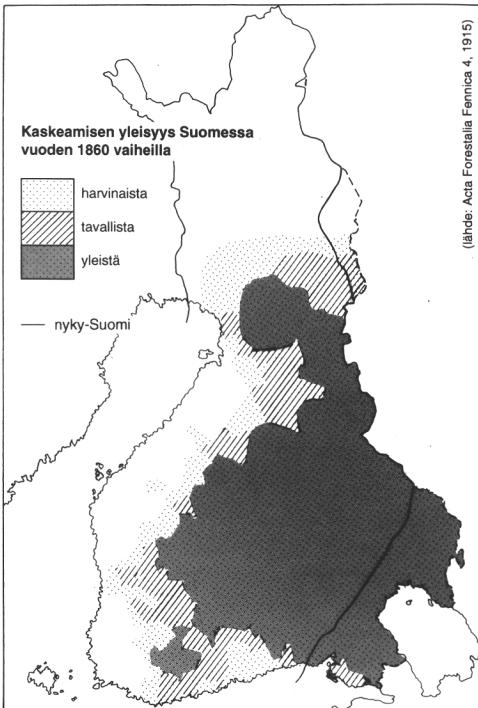 Kaskeamisen yleisyys Suomessa
vuoden 1860 vaiheilla
harvinaista
tavallista
yleistä
nyky-Suomi
(lähde: Acta Forestalia Fennica 4, 1915)